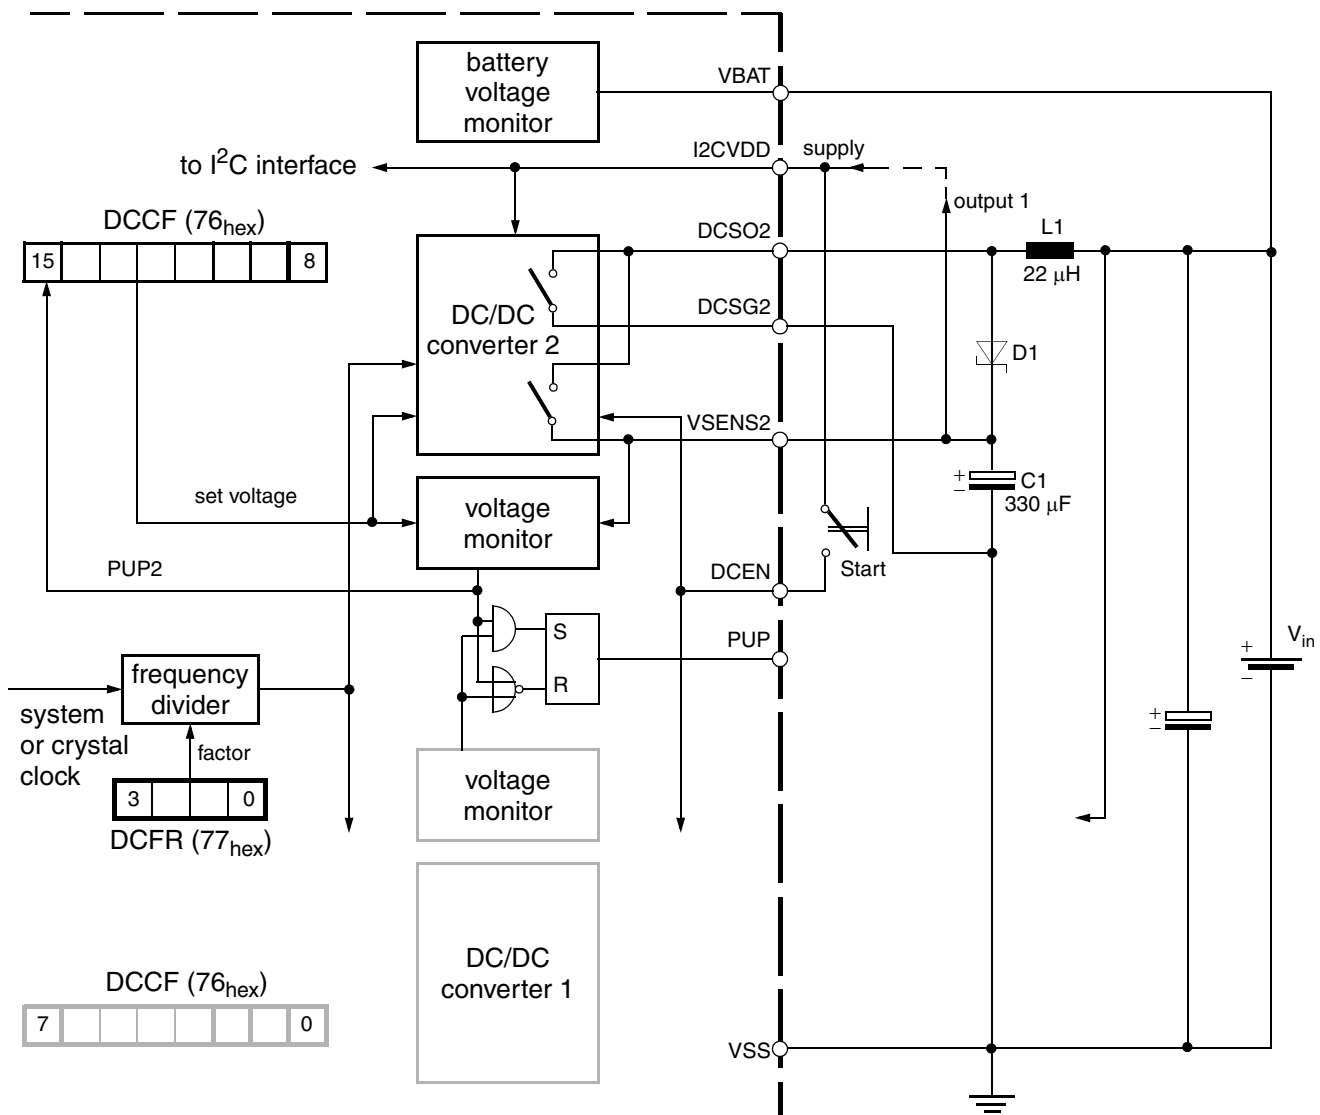 battery
voltage
monitor
VBAT
I2CVDD
supply
to I²C interface
output 1
DCCF (76hex)
15
8
DCSO2
L1
22 µH
DCSG2
DC/DC
converter 2
D1
VSENS2
+
−
C1
330 µF
set voltage
voltage
monitor
PUP2
DCEN
Start
S
PUP
R
Vin
+
−
frequency
divider
system
or crystal
clock
factor
+
−
voltage
monitor
3
0
DCFR (77hex)
DC/DC
converter 1
DCCF (76hex)
7
0
VSS